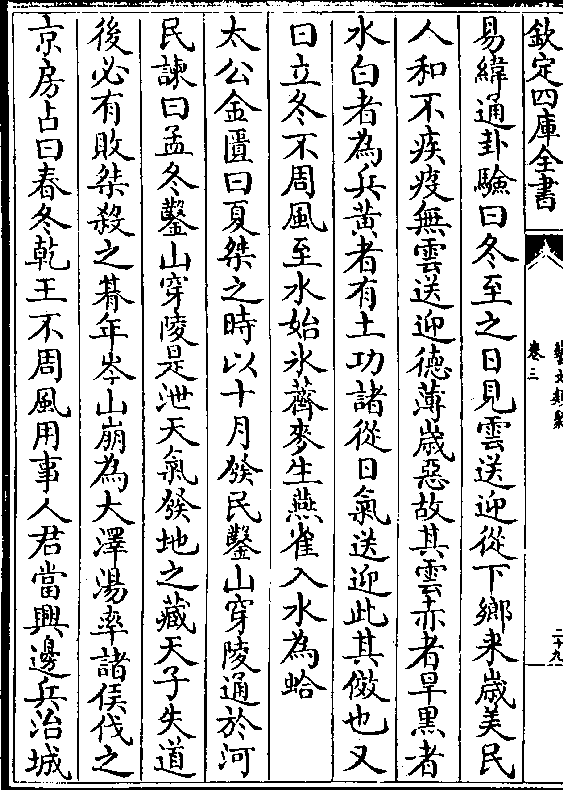 欽定四庫全書
藝文類聚
卷三
二十九
易緯通卦驗曰冬至之日見雲送迎從下鄉來歲美民
人和不疾疫無雲送迎德薄歲惡故其雲赤者旱黑者
水白者為兵黄者有土功諸從日氣送迎此其徵也又
曰立冬不周風至水始氷薺麥生燕雀入水為蛤
太公金匱曰夏桀之時以十月發民鑿山穿陵通於河
民諫曰孟冬鑿山穿陵是泄天氣發地之藏天子失道
後必有敗桀殺之朞年岑山崩為大澤湯率諸侯伐之
京房占曰春冬乾王不周風用事人君當興邊兵治城